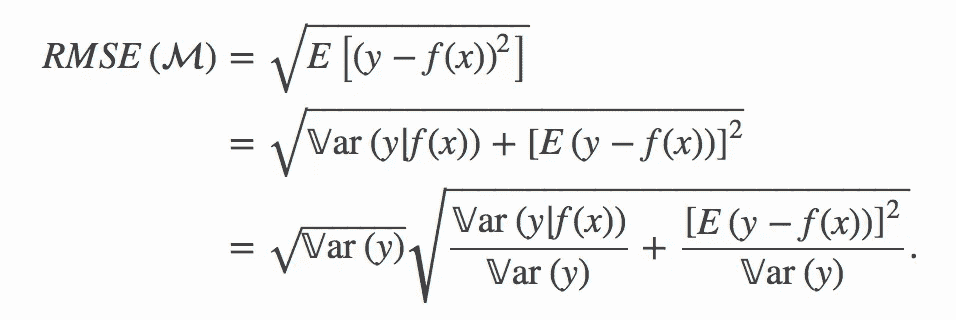 RMSE (ℳ) = √(E [(y − f(x))²])
= √(𝕍ar (y|f(x)) + [E (y − f(x))]²)
= √(𝕍ar (y)) √(𝕍ar (y|f(x)) / 𝕍ar (y) + [E (y − f(x))]² / 𝕍ar (y)).